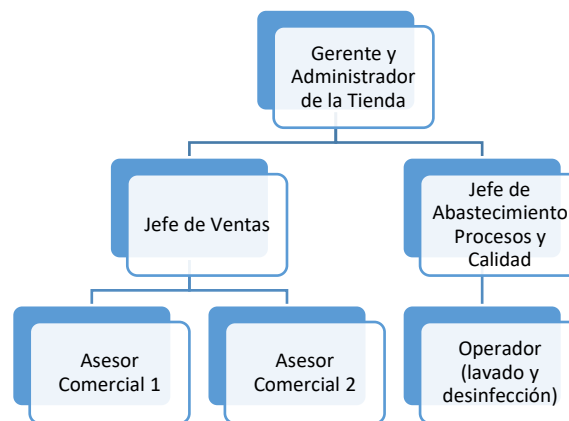 Gerente y
Administrador
de la Tienda
Jefe de Ventas
Jefe de
Abastecimiento
Procesos y
Calidad
Asesor
Comercial 1
Asesor
Comercial 2
Operador
(lavado y
desinfección)